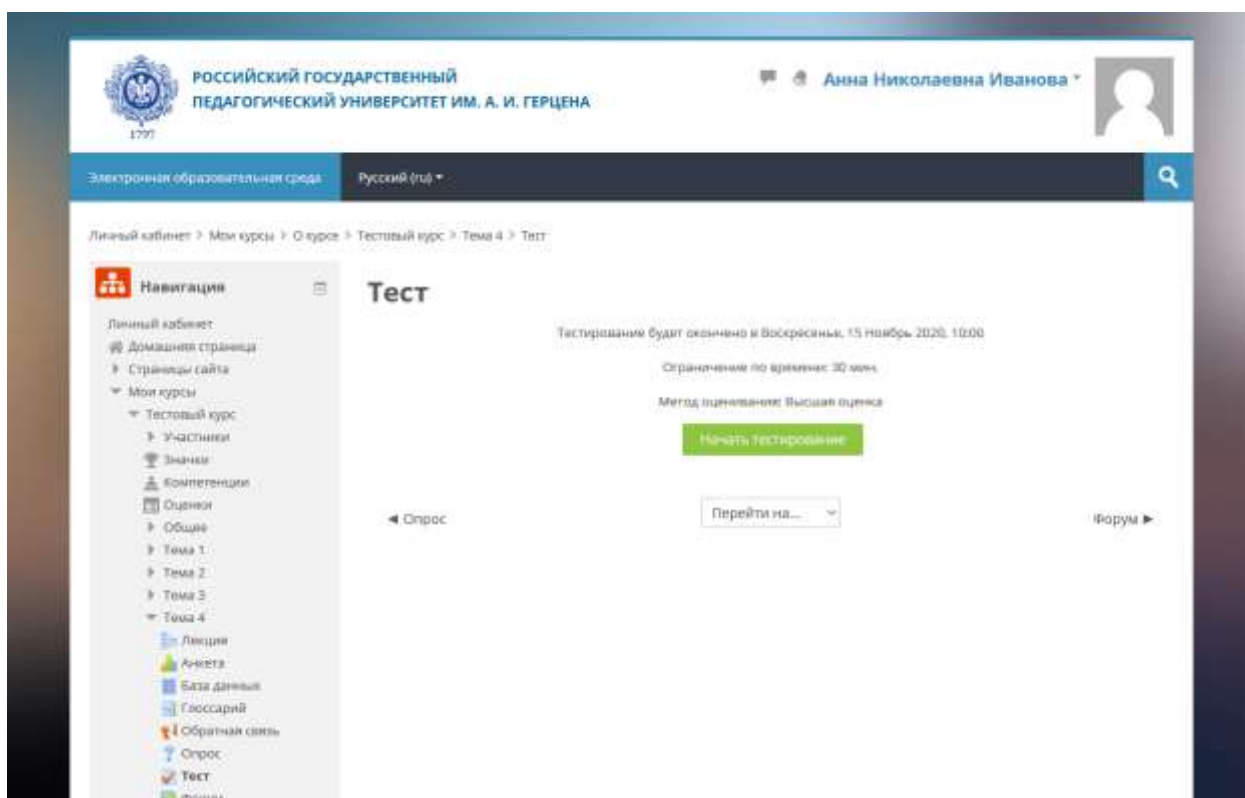 РОССИЙСКИЙ ГОСУДАРСТВЕННЫЙ
ПЕДАГОГИЧЕСКИЙ УНИВЕРСИТЕТ ИМ. А. И. ГЕРЦЕНА
1797
Анна Николаевна Иванова
Электронная образовательная среда
Русский (ru)
Личный кабинет > Мои курсы > О курсе > Тестовый курс > Тема 4 > Тест
Навигация
Личный кабинет
Домашняя страница
Страницы сайта
Мои курсы
Тестовый курс
Участники
Значки
Компетенции
Оценки
Общее
Тема 1
Тема 2
Тема 3
Тема 4
Лекция
Анкета
База данных
Глоссарий
Обратная связь
Опрос
Тест
Форум
Тест
Тестирование будет окончено в Воскресенье, 15 Ноябрь 2020, 10:00
Ограничение по времени: 30 мин.
Метод оценивания: Высшая оценка
Начать тестирование
◄ Опрос
Перейти на...
Форум ►